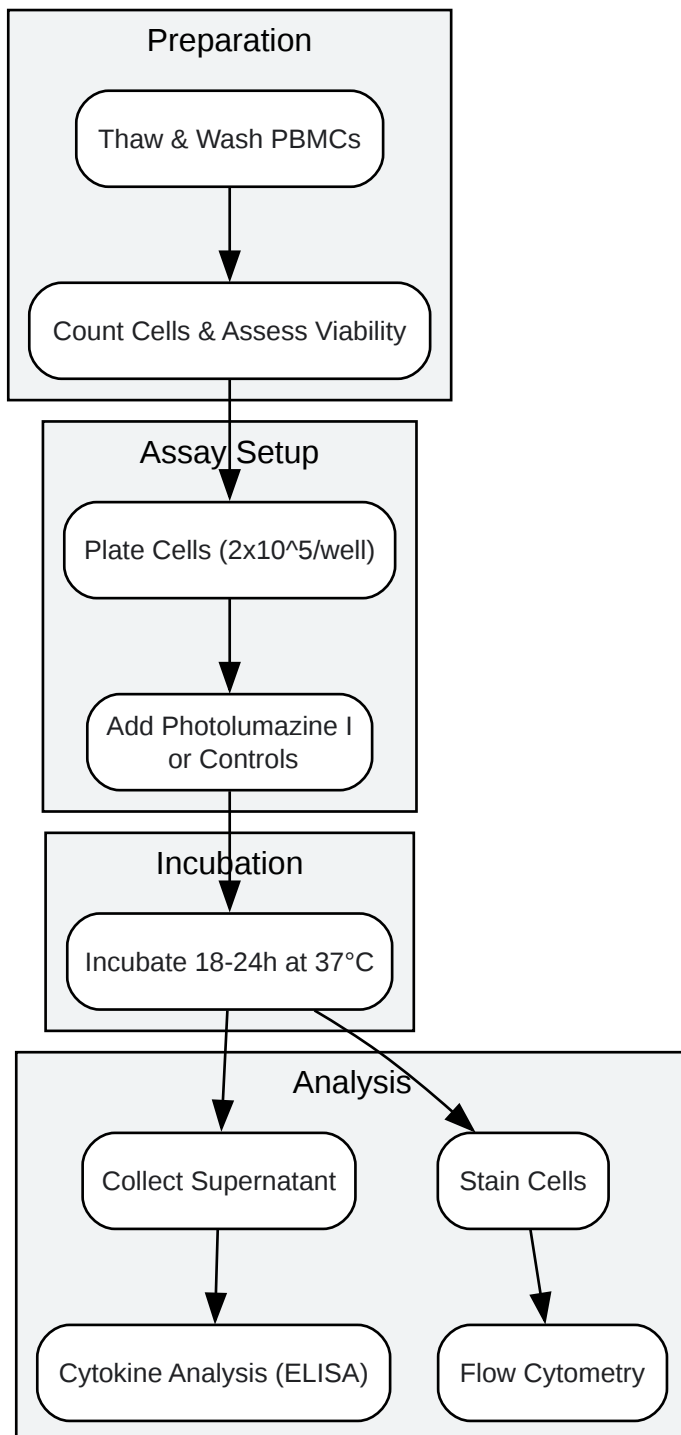 Preparation
Thaw & Wash PBMCs
Count Cells & Assess Viability
Assay Setup
Plate Cells (2x10^5/well)
Add Photolumazine I
or Controls
Incubation
Incubate 18-24h at 37°C
Analysis
Collect Supernatant
Stain Cells
Cytokine Analysis (ELISA)
Flow Cytometry